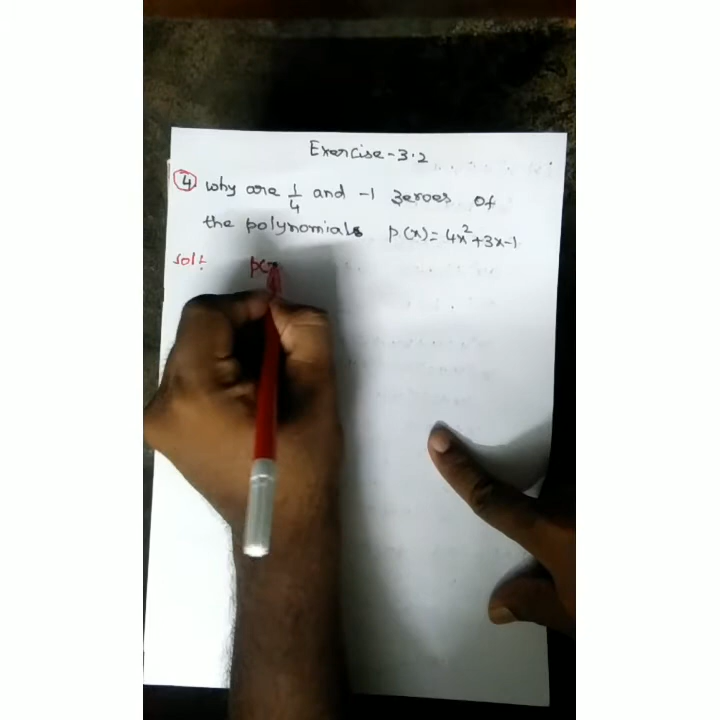 Exercise-3.2
④ why are 1/4 and -1 zeroes of
the polynomials p(x)=4x²+3x-1
Sol: p(x